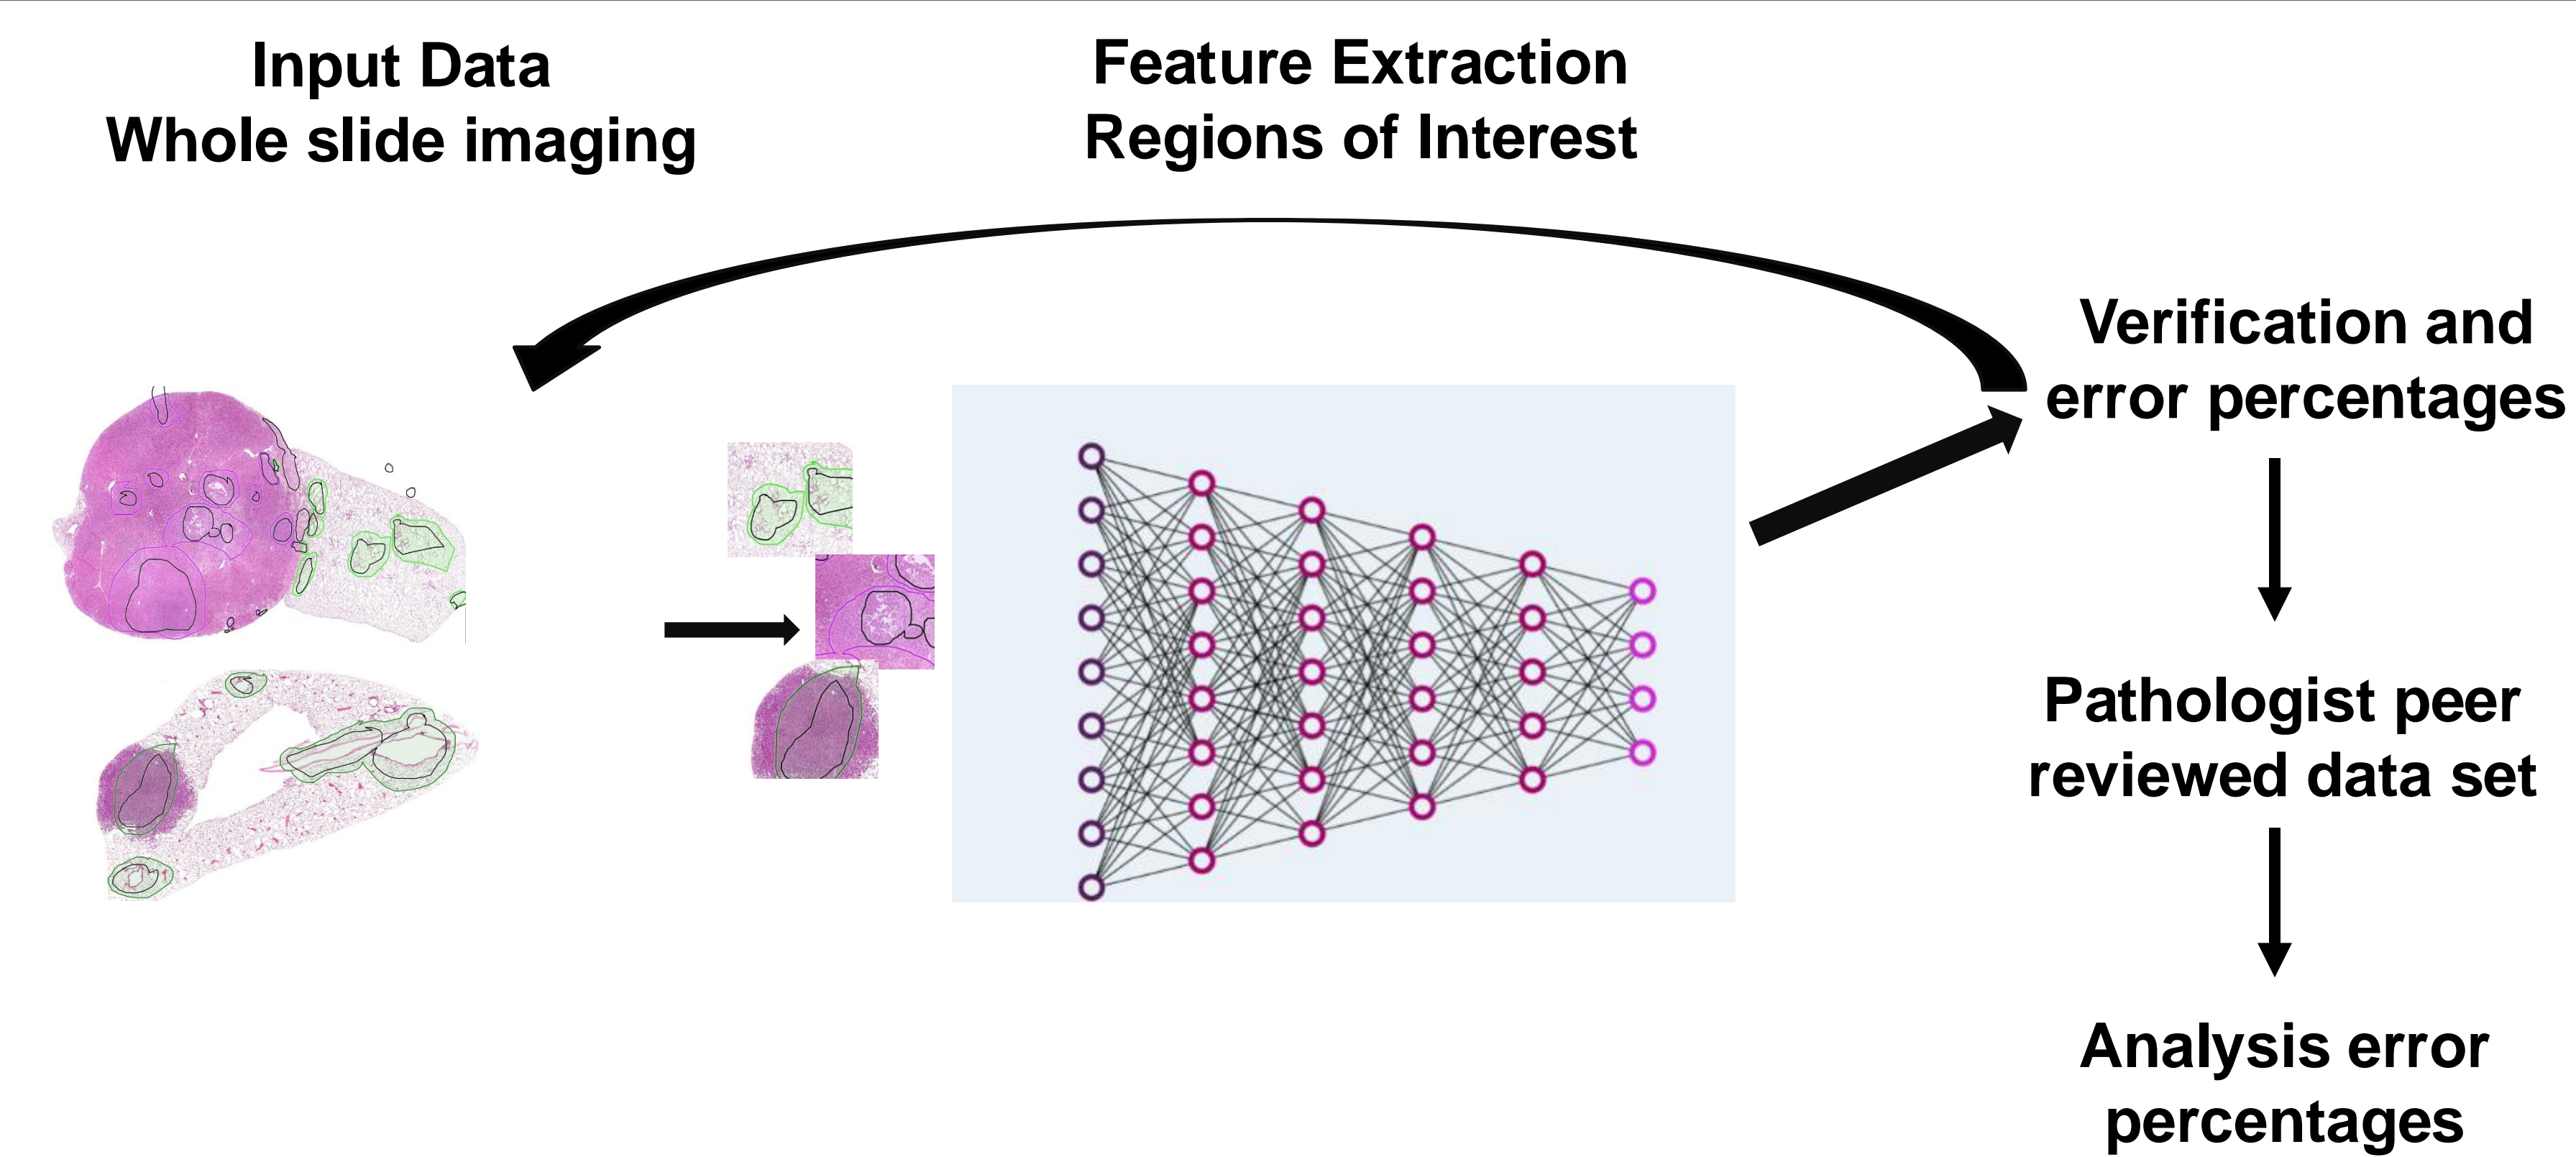 Input Data
Whole slide imaging
Feature Extraction
Regions of Interest
Verification and
error percentages
Pathologist peer
reviewed data set
Analysis error
percentages